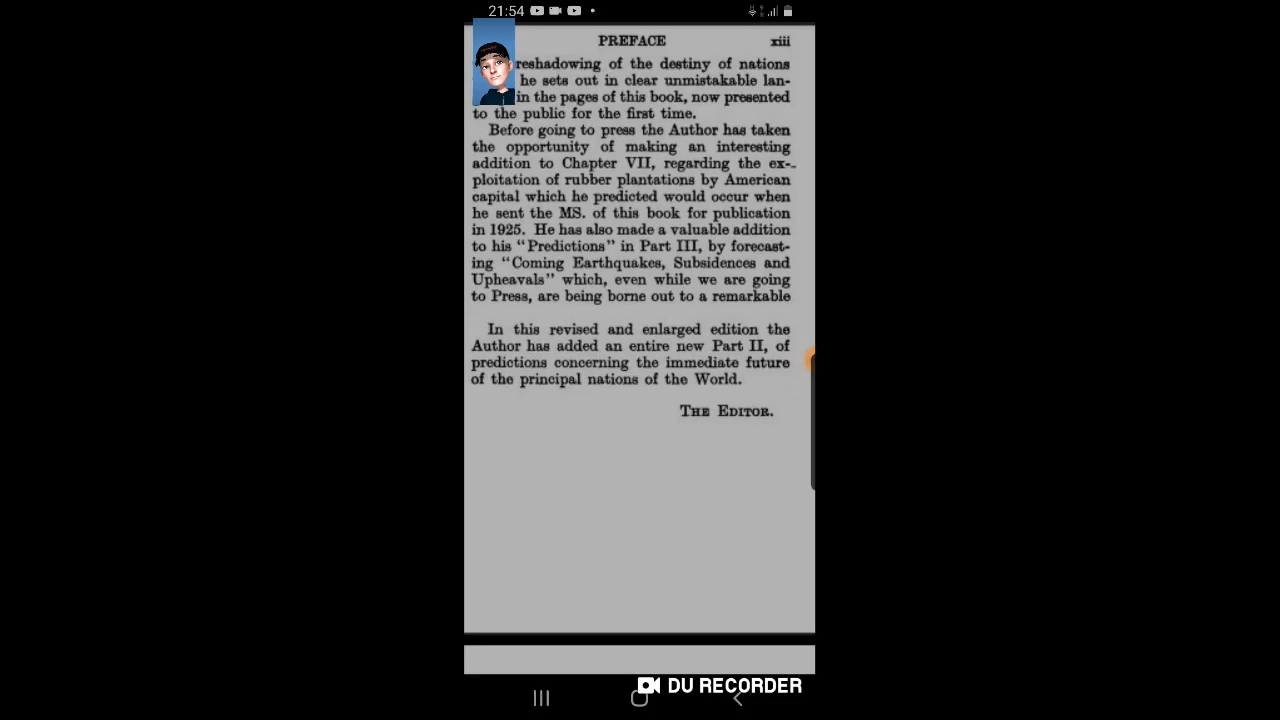 21:54
PREFACE xiii
reshadowing of the destiny of nations
he sets out in clear unmistakable lan-
in the pages of this book, now presented
to the public for the first time.
Before going to press the Author has taken
the opportunity of making an interesting
addition to Chapter VII, regarding the ex-
ploitation of rubber plantations by American
capital which he predicted would occur when
he sent the MS. of this book for publication
in 1925. He has also made a valuable addition
to his "Predictions" in Part III, by forecast-
ing "Coming Earthquakes, Subsidences and
Upheavals" which, even while we are going
to Press, are being borne out to a remarkable
In this revised and enlarged edition the
Author has added an entire new Part II, of
predictions concerning the immediate future
of the principal nations of the World.
THE EDITOR.
DU RECORDER